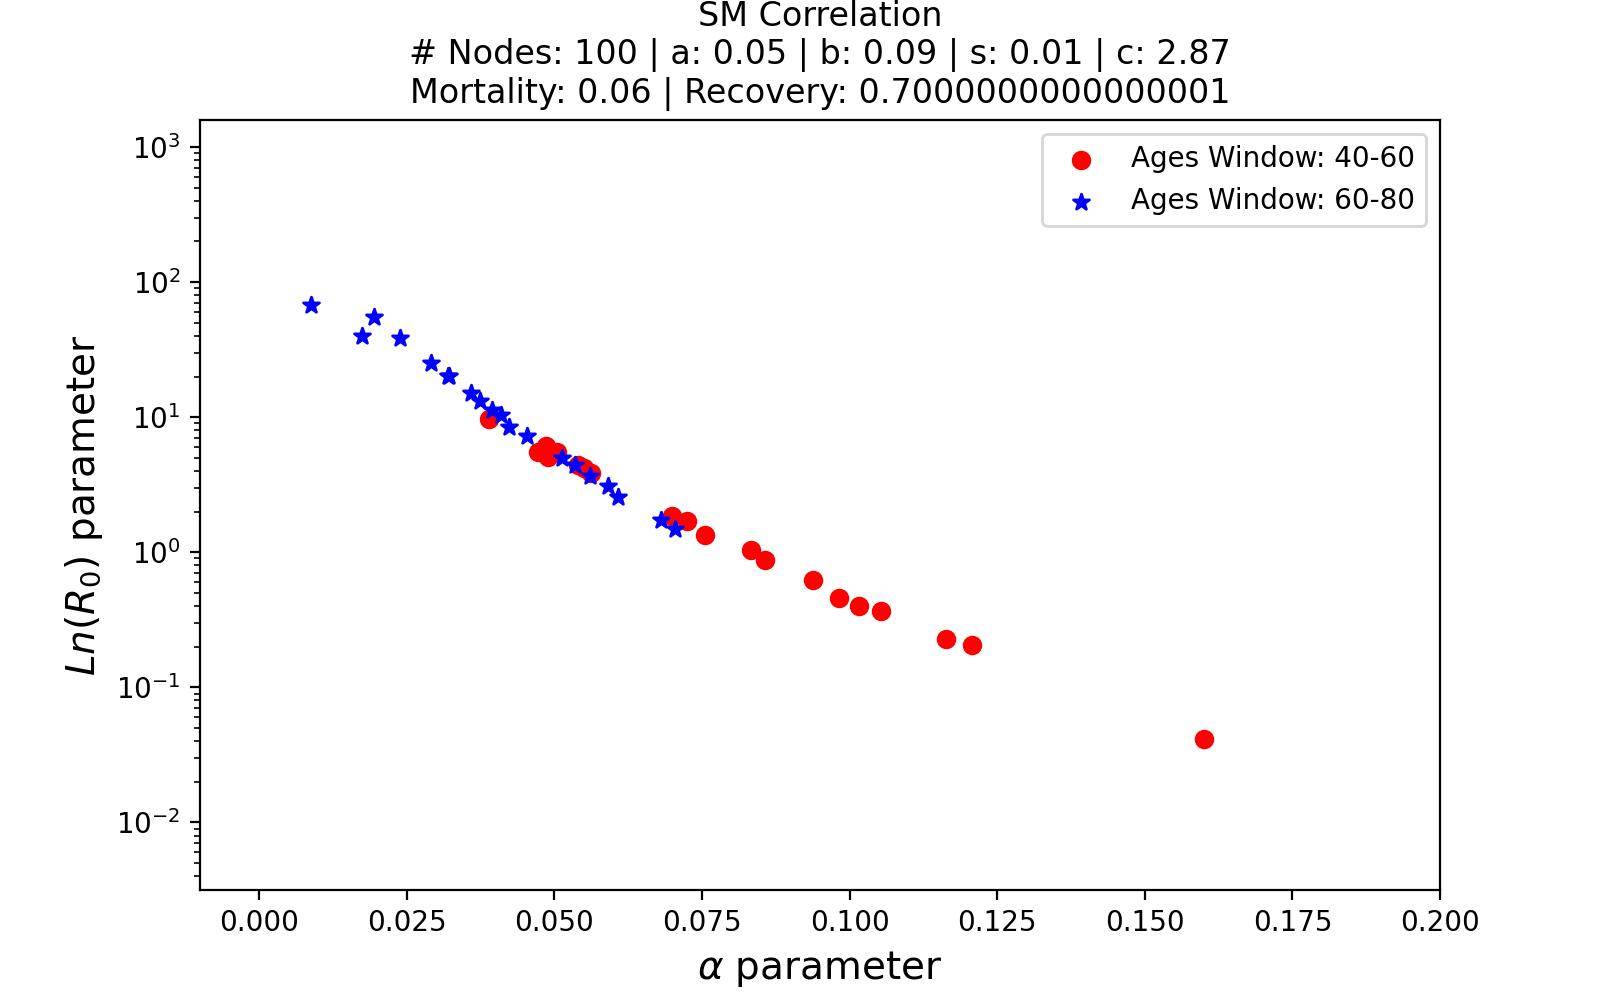 SM Correlation
# Nodes: 100 | a: 0.05 | b: 0.09 | s: 0.01 | c: 2.87
Mortality: 0.06 | Recovery: 0.7000000000000001
Ages Window: 40-60
Ages Window: 60-80
10³
10²
10¹
10⁰
10⁻¹
10⁻²
Ln(R₀) parameter
0.000 0.025 0.050 0.075 0.100 0.125 0.150 0.175 0.200
α parameter